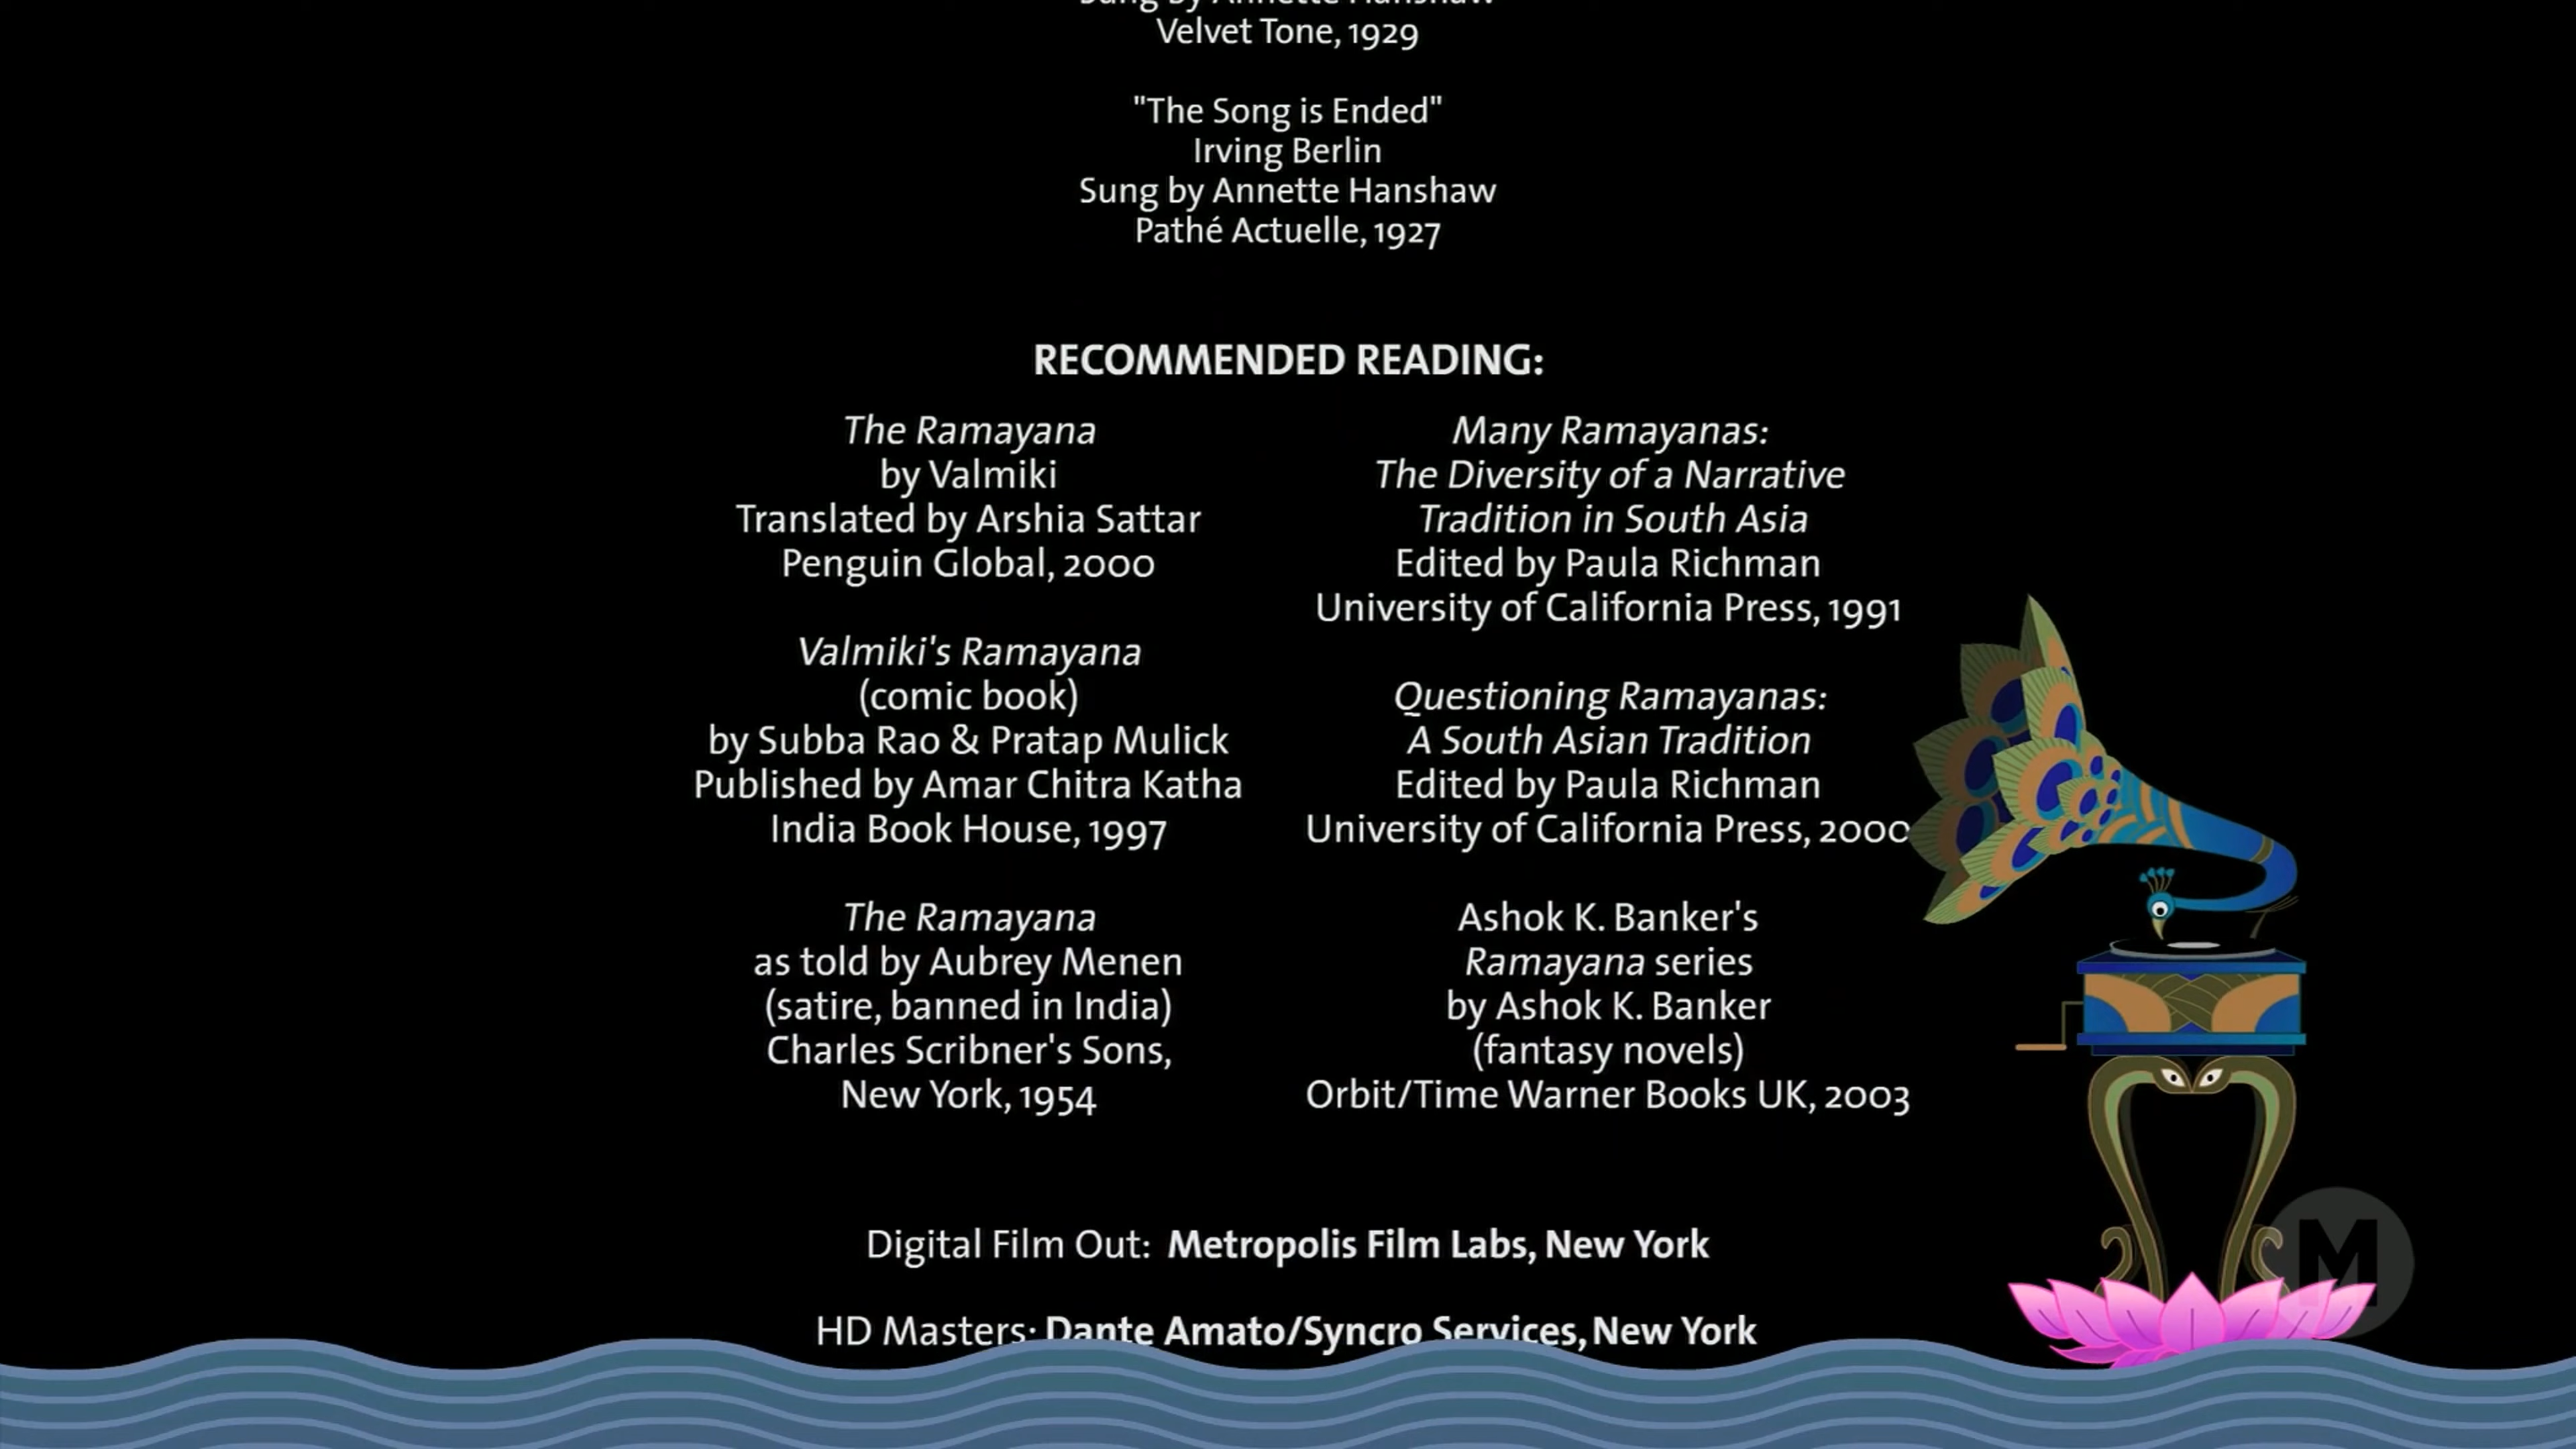 Sung by Annette Hanshaw
Velvet Tone, 1929
"The Song is Ended"
Irving Berlin
Sung by Annette Hanshaw
Pathé Actuelle, 1927
RECOMMENDED READING:
The Ramayana
by Valmiki
Translated by Arshia Sattar
Penguin Global, 2000
Valmiki's Ramayana
(comic book)
by Subba Rao & Pratap Mulick
Published by Amar Chitra Katha
India Book House, 1997
The Ramayana
as told by Aubrey Menen
(satire, banned in India)
Charles Scribner's Sons,
New York, 1954
Many Ramayanas:
The Diversity of a Narrative
Tradition in South Asia
Edited by Paula Richman
University of California Press, 1991
Questioning Ramayanas:
A South Asian Tradition
Edited by Paula Richman
University of California Press, 2000
Ashok K. Banker's
Ramayana series
by Ashok K. Banker
(fantasy novels)
Orbit/Time Warner Books UK, 2003
Digital Film Out: Metropolis Film Labs, New York
HD Masters: Dante Amato/Syncro Services, New York
M